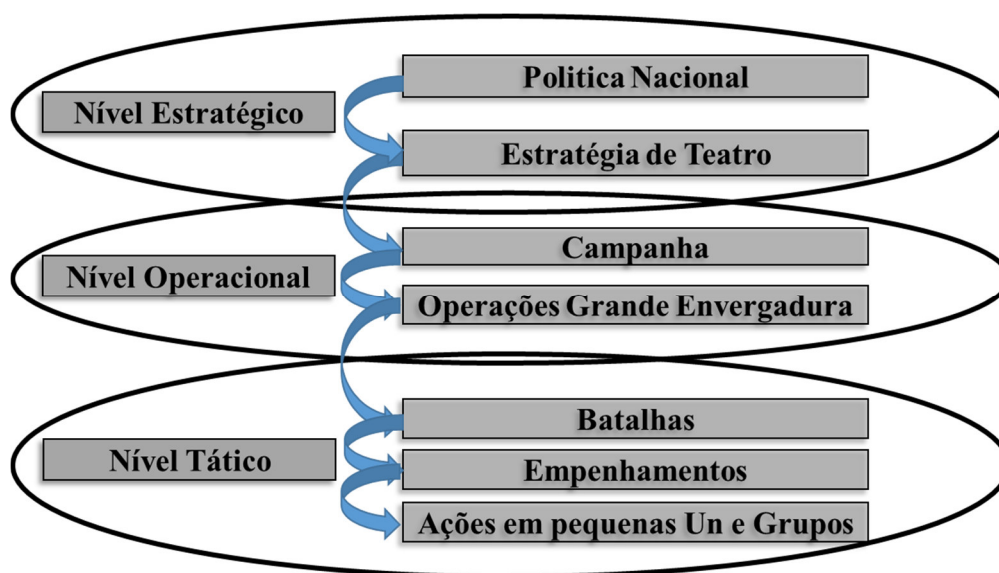 Politica Nacional
Nível Estratégico
Estratégia de Teatro
Campanha
Nível Operacional
Operações Grande Envergadura
Batalhas
Nível Tático
Empenhamentos
Ações em pequenas Un e Grupos